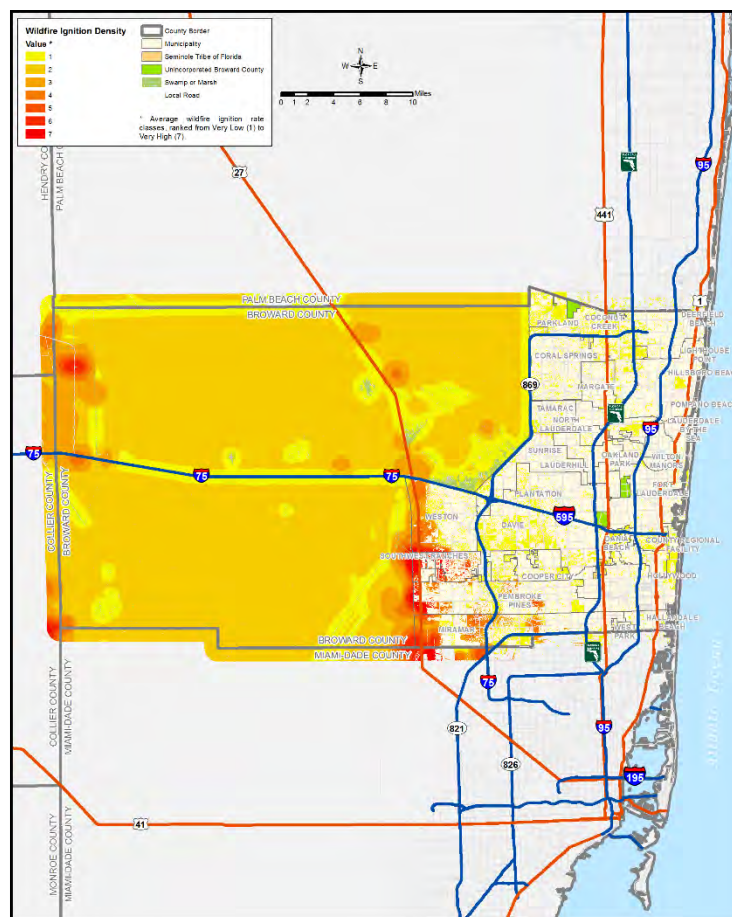 Wildfire Ignition Density
Value *
1
2
3
4
5
6
7
County Border
Municipality
Seminole Tribe of Florida
Unincorporated Broward County
Swamp or Marsh
Local Road
* Average wildfire ignition rate
classes, ranked from Very Low (1) to
Very High (7).
N
W E
S
Miles
0 1 2 4 6 8 10
HENDRY CO
PALM BEACH C
27
441
95
PALM BEACH COUNTY
BROWARD COUNTY
1
PARKLAND
COCONUT
CREEK
DEERFIELD
BEACH
CORAL SPRINGS
LIGHTHOUSE
POINT
HILLSBORO BEAC
869
MARGATE
TAMARAC
POMPANO BEACH
NORTH
LAUDERDALE
LAUDERDALE
BY THE
SEA
95
SUNRISE
OAKLAND
PARK
WILTON
MANORS
LAUDERHILL
75
75
75
PLANTATION
FORT
LAUDERDALE
COLLIER COUNTY
BROWARD COUNTY
WESTON
595
DAVIE
DANIA
BEACH
COUNTY REGIONAL
FACILITY
SOUTHWEST RANCHES
COOPER CITY
HOLLYWOOD
PEMBROKE
PINES
HALLANDALE
BEACH
MIRAMAR
WEST
PARK
BROWARD COUNTY
MIAMI-DADE COUNTY
75
COLLIER COUNTY
MIAMI-DADE COUNTY
821
826
95
195
Atlantic Ocean
41
MONROE COUNTY
MIAMI-DADE COUNTY